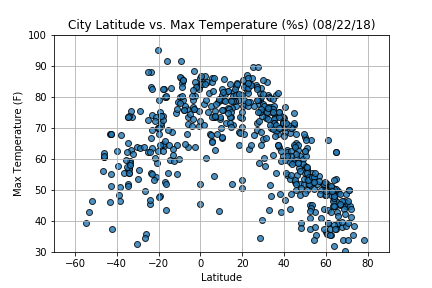 City Latitude vs. Max Temperature (%s) (08/22/18)
100
90
80
70
60
50
40
30
Max Temperature (F)
−60 −40 −20 0 20 40 60 80
Latitude